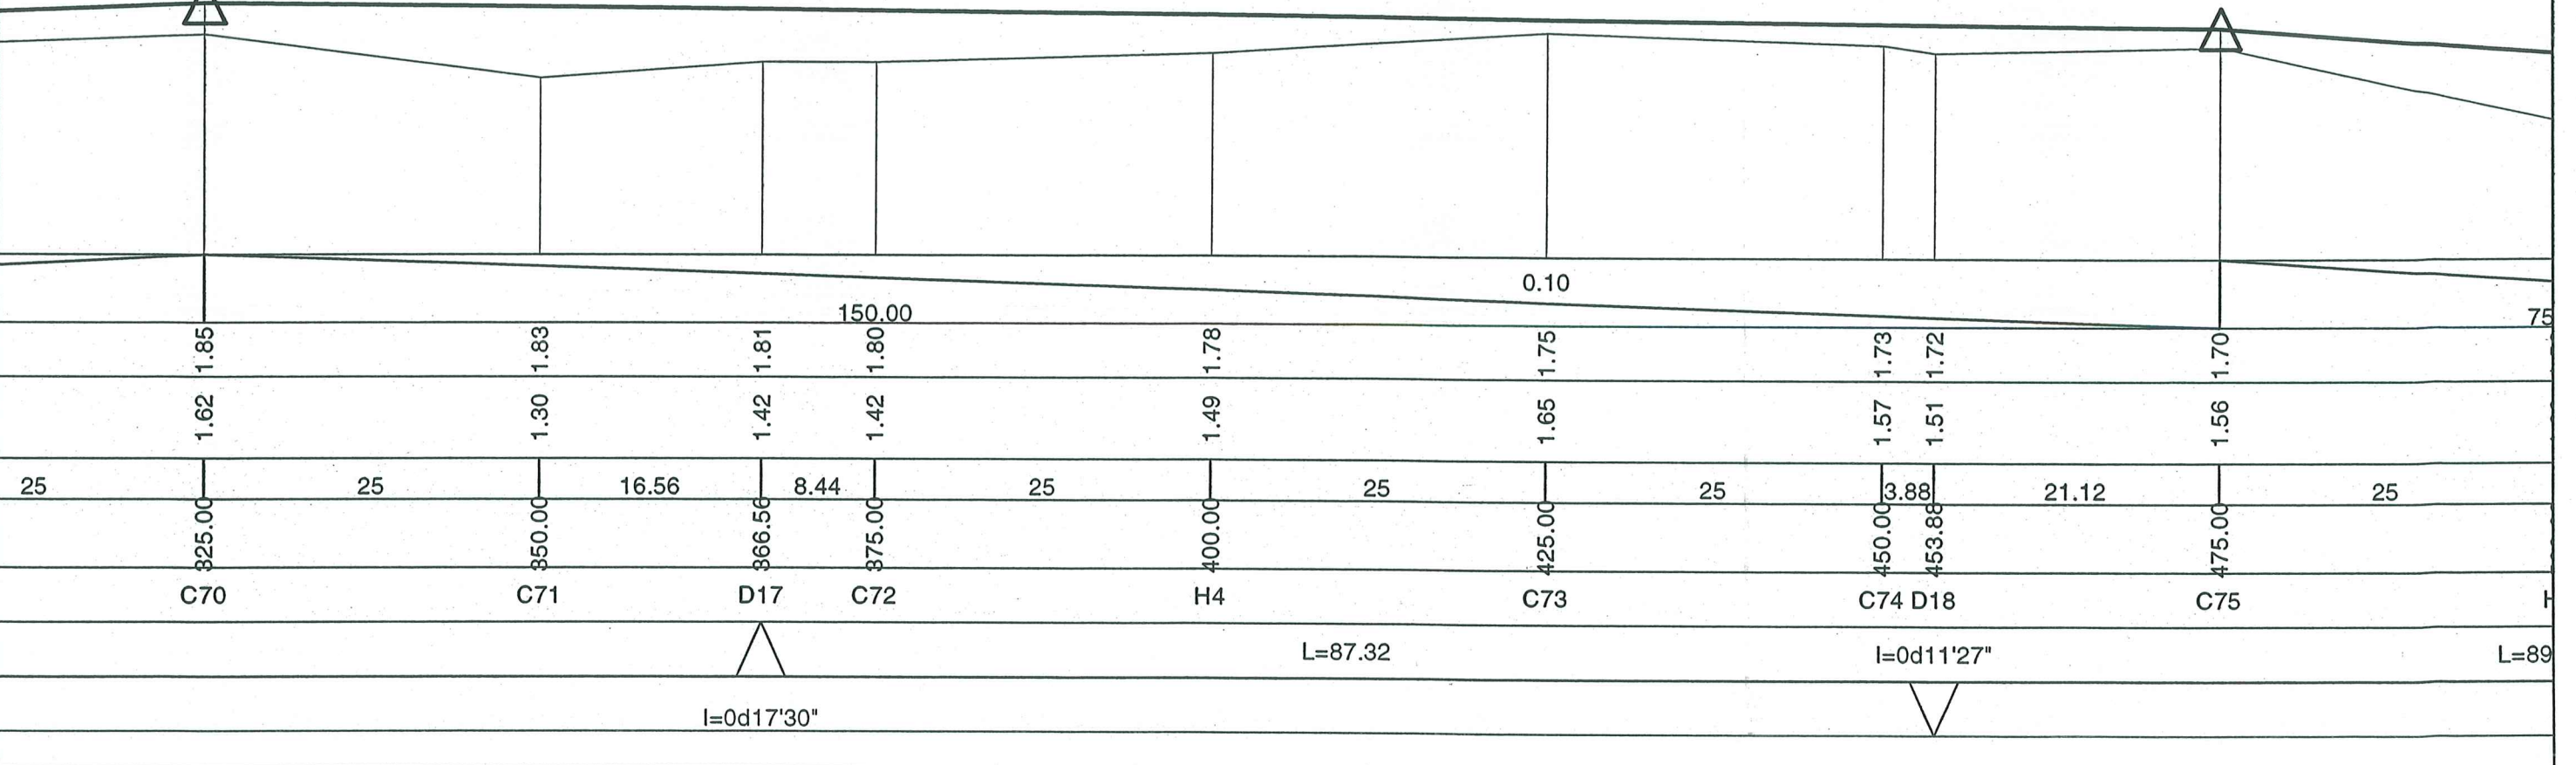 0.10
150.00
75
1.85 1.83 1.81 1.80 1.78 1.75 1.73 1.72 1.70
1.62 1.30 1.42 1.42 1.49 1.65 1.57 1.51 1.56
25 25 16.56 8.44 25 25 25 3.88 21.12 25
325.00 350.00 366.56 375.00 400.00 425.00 450.00 453.88 475.00
C70 C71 D17 C72 H4 C73 C74 D18 C75
L=87.32 I=0d11'27" L=89
I=0d17'30"